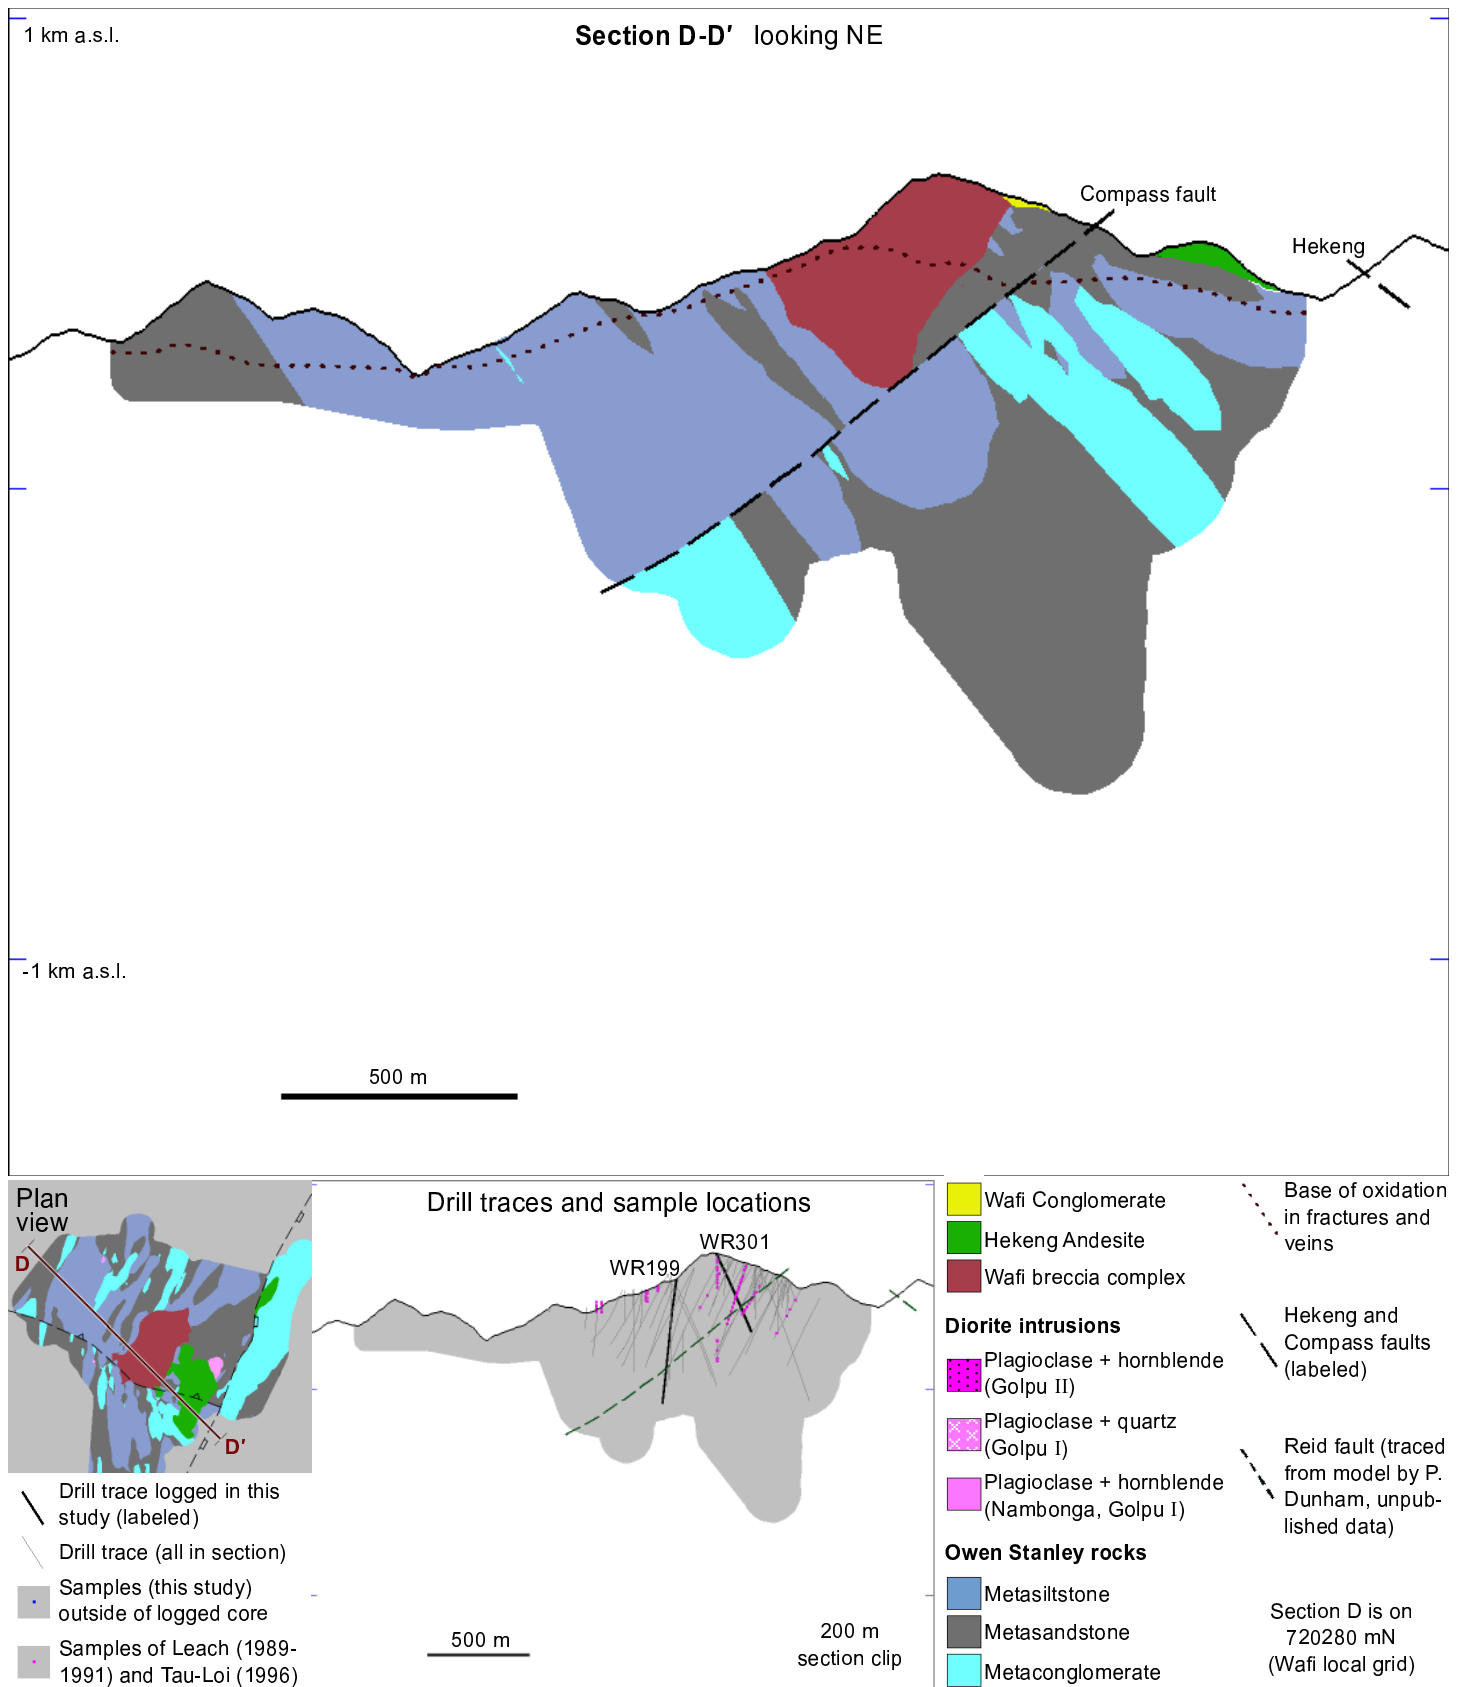 1 km a.s.l.
Section D-D′ looking NE
Compass fault
Hekeng
-1 km a.s.l.
500 m
Plan
view
D
D′
Drill trace logged in this
study (labeled)
Drill trace (all in section)
Samples (this study)
outside of logged core
Samples of Leach (1989-
1991) and Tau-Loi (1996)
Drill traces and sample locations
WR301
WR199
500 m
200 m
section clip
Wafi Conglomerate
Hekeng Andesite
Wafi breccia complex
Diorite intrusions
Plagioclase + hornblende
(Golpu II)
Plagioclase + quartz
(Golpu I)
Plagioclase + hornblende
(Nambonga, Golpu I)
Owen Stanley rocks
Metasiltstone
Metasandstone
Metaconglomerate
Base of oxidation
in fractures and
veins
Hekeng and
Compass faults
(labeled)
Reid fault (traced
from model by P.
Dunham, unpub-
lished data)
Section D is on
720280 mN
(Wafi local grid)